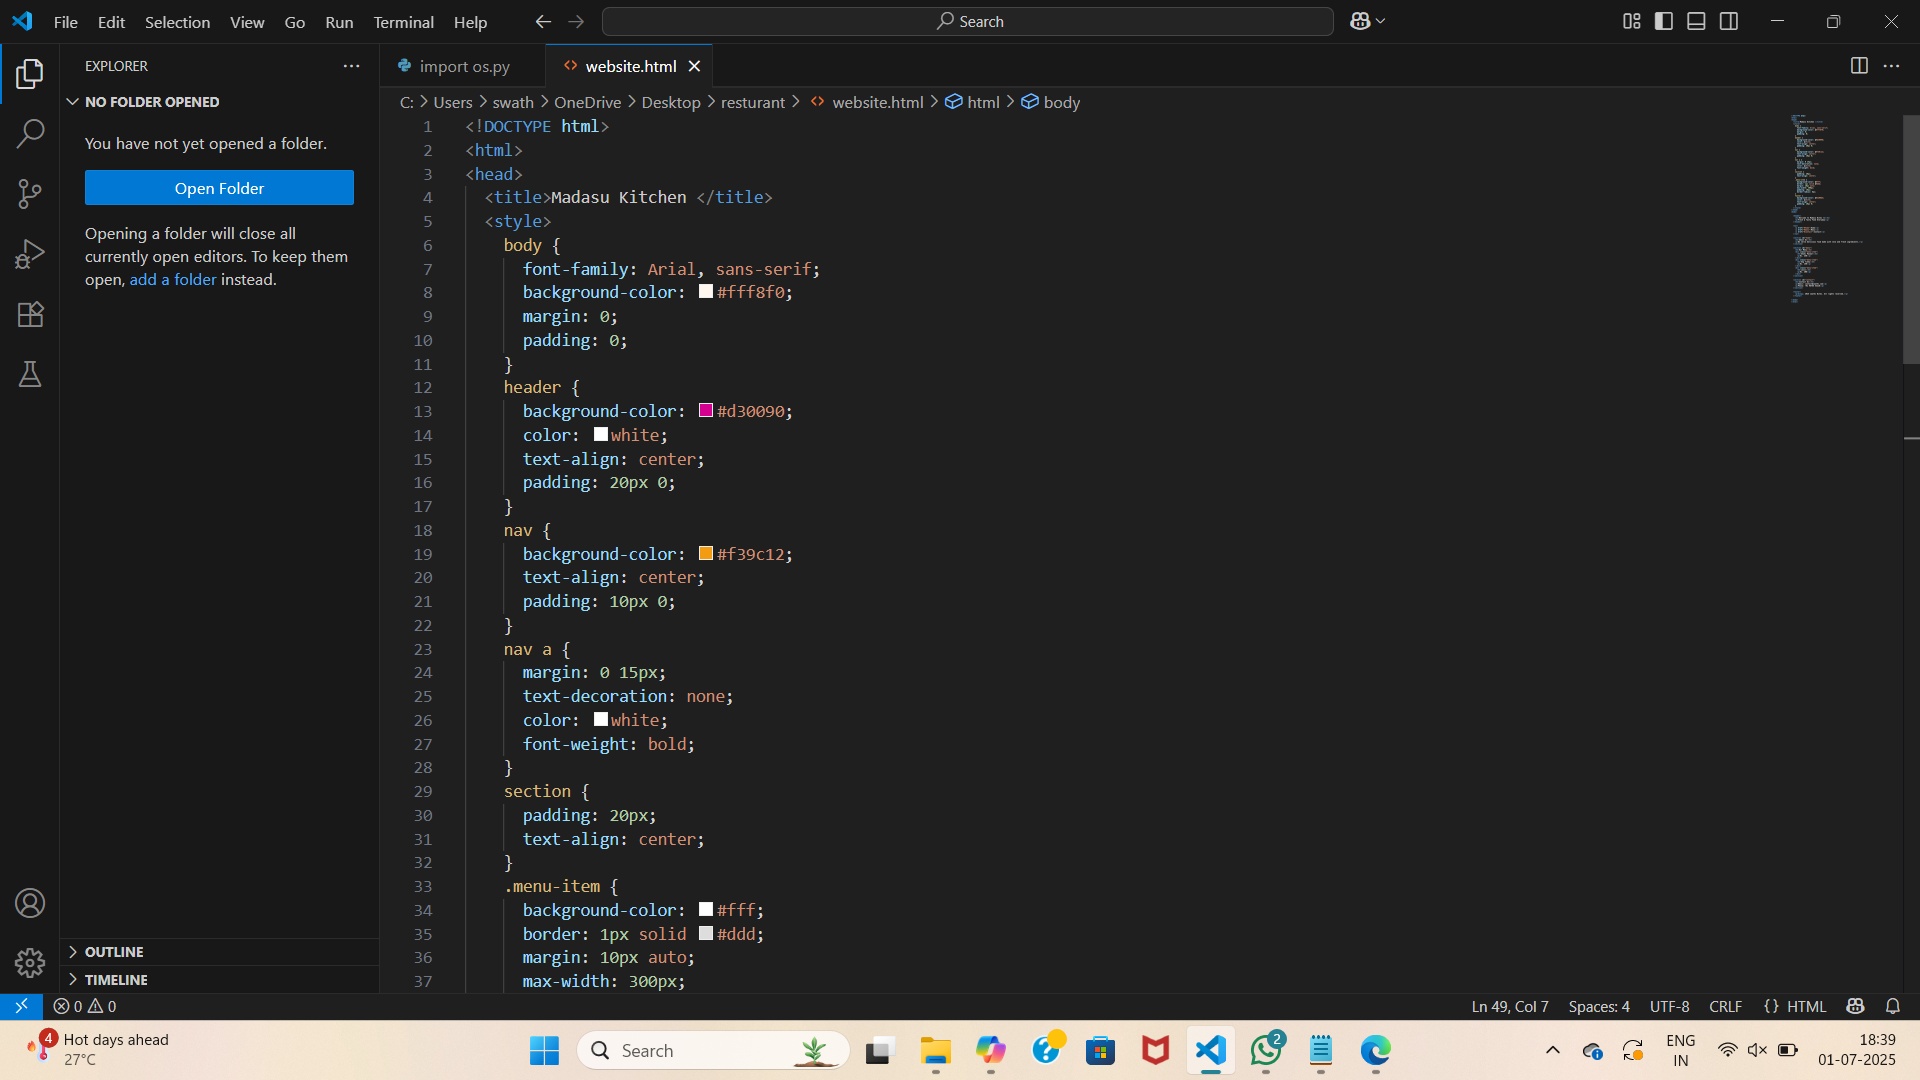 File Edit Selection View Go Run Terminal Help
Search
EXPLORER
NO FOLDER OPENED
You have not yet opened a folder.
Open Folder
Opening a folder will close all
currently open editors. To keep them
open, add a folder instead.
OUTLINE
TIMELINE
import os.py
website.html
C: > Users > swath > OneDrive > Desktop > resturant > website.html > html > body
1 <!DOCTYPE html>
2 <html>
3 <head>
4 <title>Madasu Kitchen </title>
5 <style>
6 body {
7 font-family: Arial, sans-serif;
8 background-color: #fff8f0;
9 margin: 0;
10 padding: 0;
11 }
12 header {
13 background-color: #d30090;
14 color: white;
15 text-align: center;
16 padding: 20px 0;
17 }
18 nav {
19 background-color: #f39c12;
20 text-align: center;
21 padding: 10px 0;
22 }
23 nav a {
24 margin: 0 15px;
25 text-decoration: none;
26 color: white;
27 font-weight: bold;
28 }
29 section {
30 padding: 20px;
31 text-align: center;
32 }
33 .menu-item {
34 background-color: #fff;
35 border: 1px solid #ddd;
36 margin: 10px auto;
37 max-width: 300px;
0 0
Ln 49, Col 7 Spaces: 4 UTF-8 CRLF {} HTML
4
Hot days ahead
27°C
Search
2
ENG
IN
18:39
01-07-2025